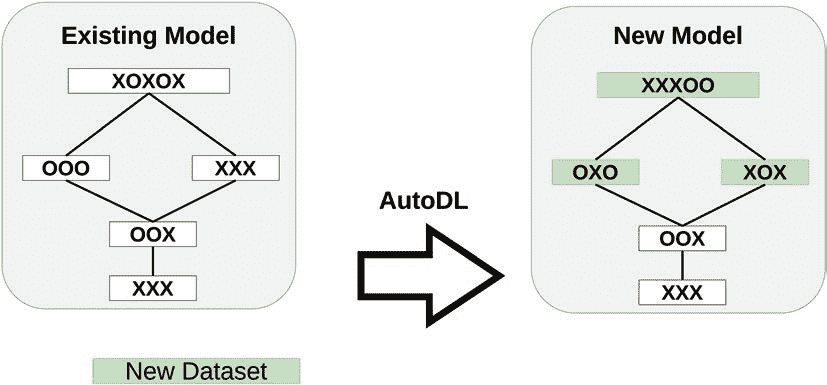 Existing Model
XOXOX
OOO
XXX
OOX
XXX
New Dataset
AutoDL
New Model
XXXOO
OXO
XOX
OOX
XXX